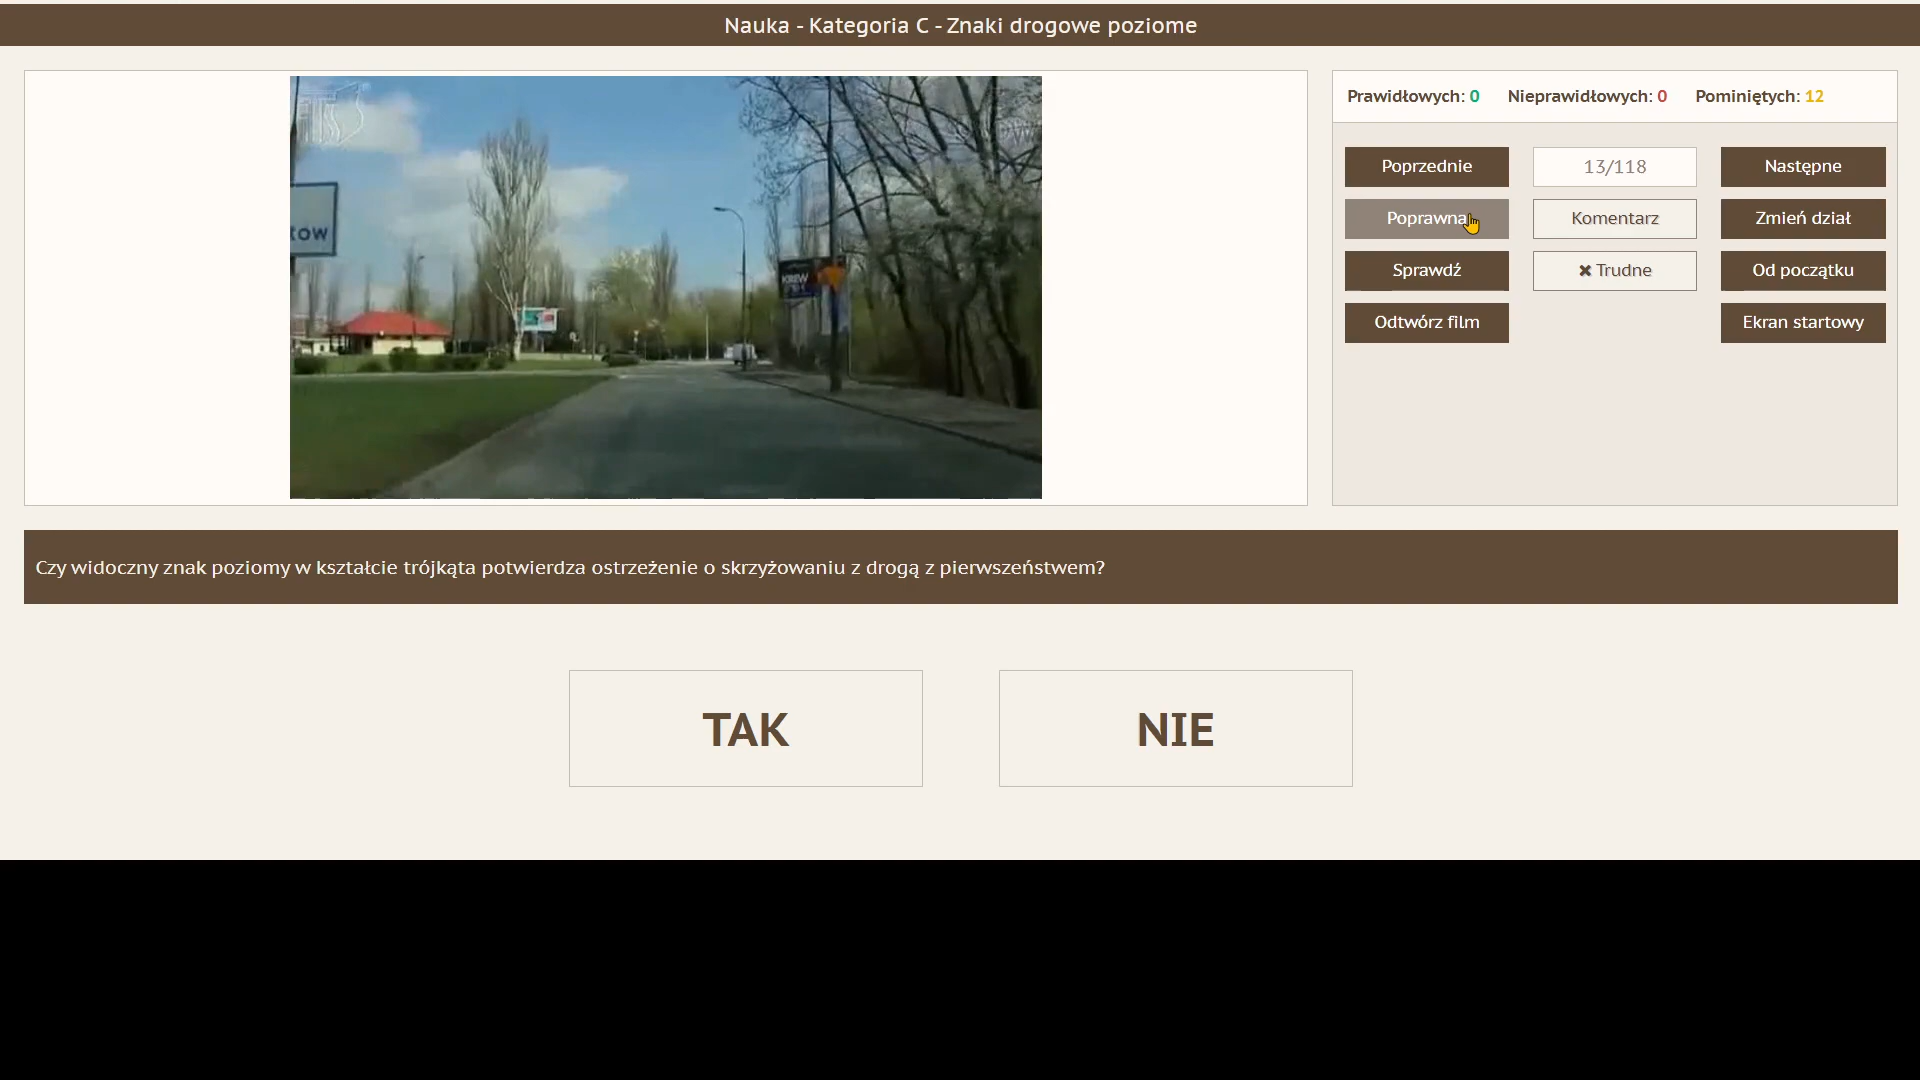 Nauka - Kategoria C - Znaki drogowe poziome
Prawidłowych: 0 Nieprawidłowych: 0 Pominiętych: 12
Poprzednie 13/118 Następne
Poprawna Komentarz Zmień dział
Sprawdź ✖ Trudne Od początku
Odtwórz film Ekran startowy
KREW
Czy widoczny znak poziomy w kształcie trójkąta potwierdza ostrzeżenie o skrzyżowaniu z drogą z pierwszeństwem?
TAK NIE